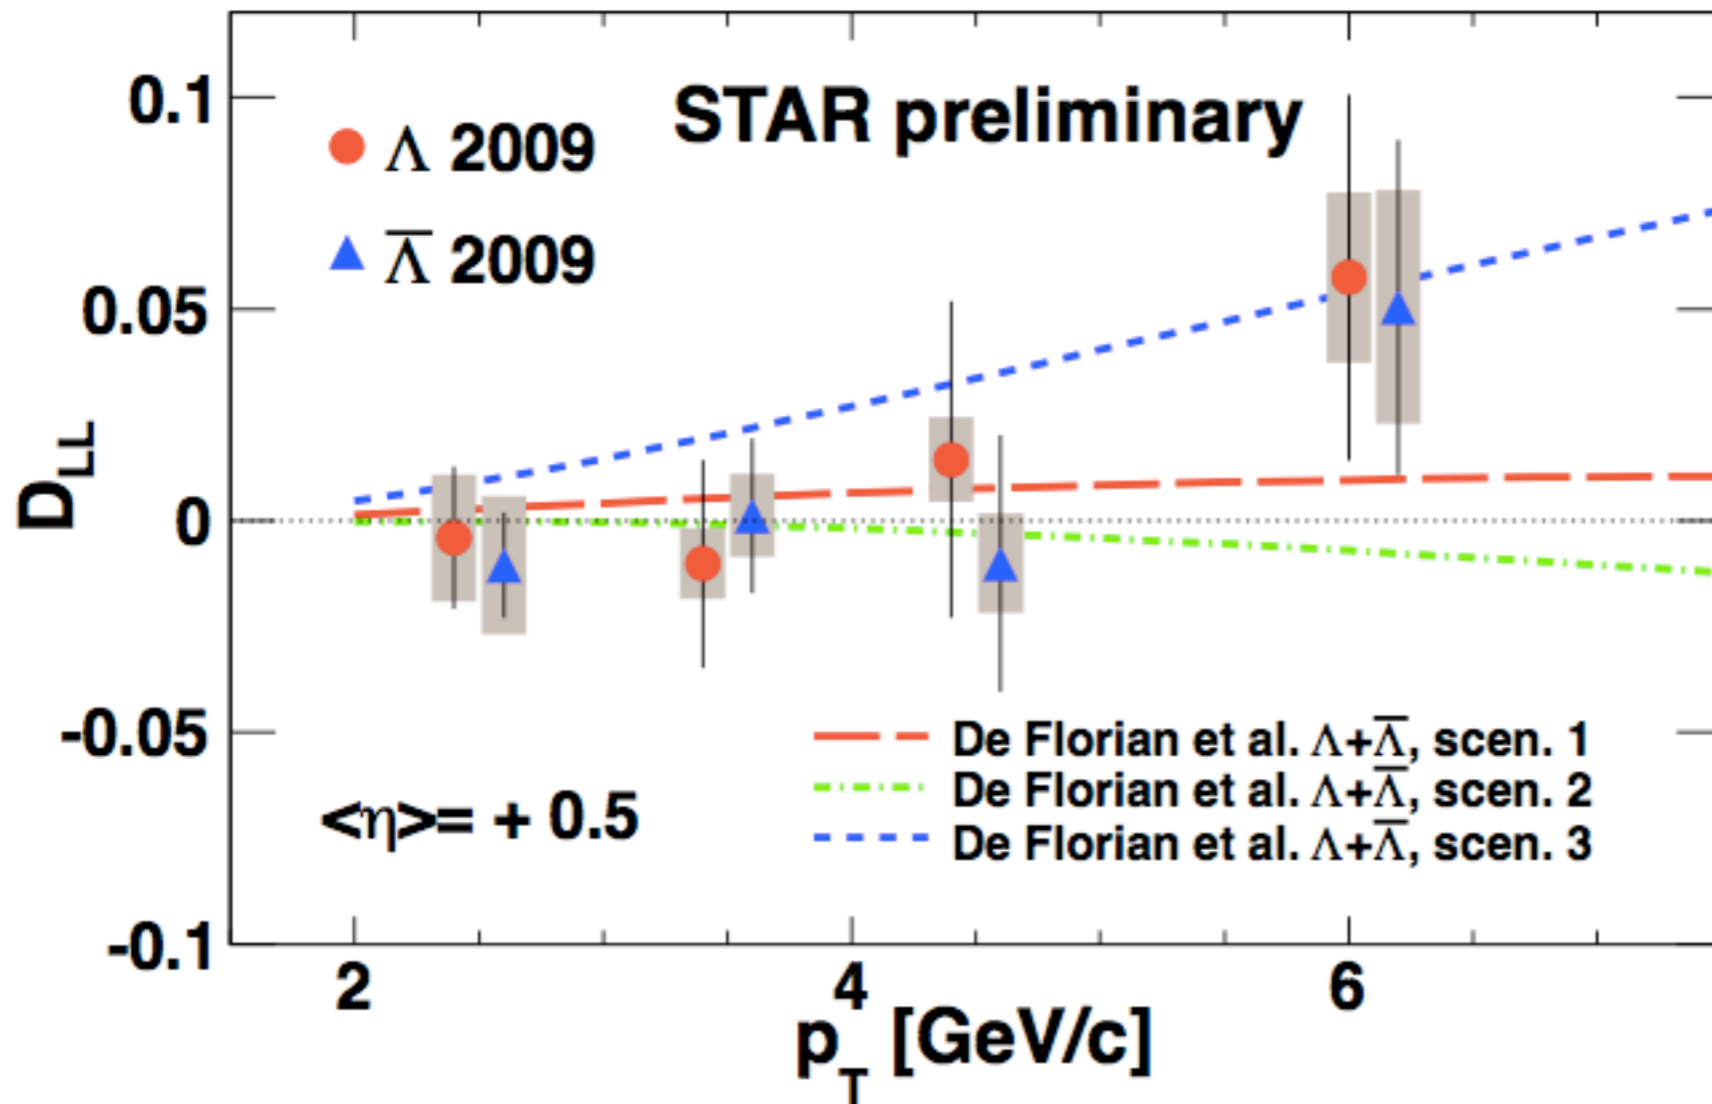 0.1
0.05
0
-0.05
-0.1
D_LL
STAR preliminary
Λ 2009
Λ̅ 2009
De Florian et al. Λ+Λ̅, scen. 1
De Florian et al. Λ+Λ̅, scen. 2
De Florian et al. Λ+Λ̅, scen. 3
<η>= + 0.5
2
4
6
p_T [GeV/c]